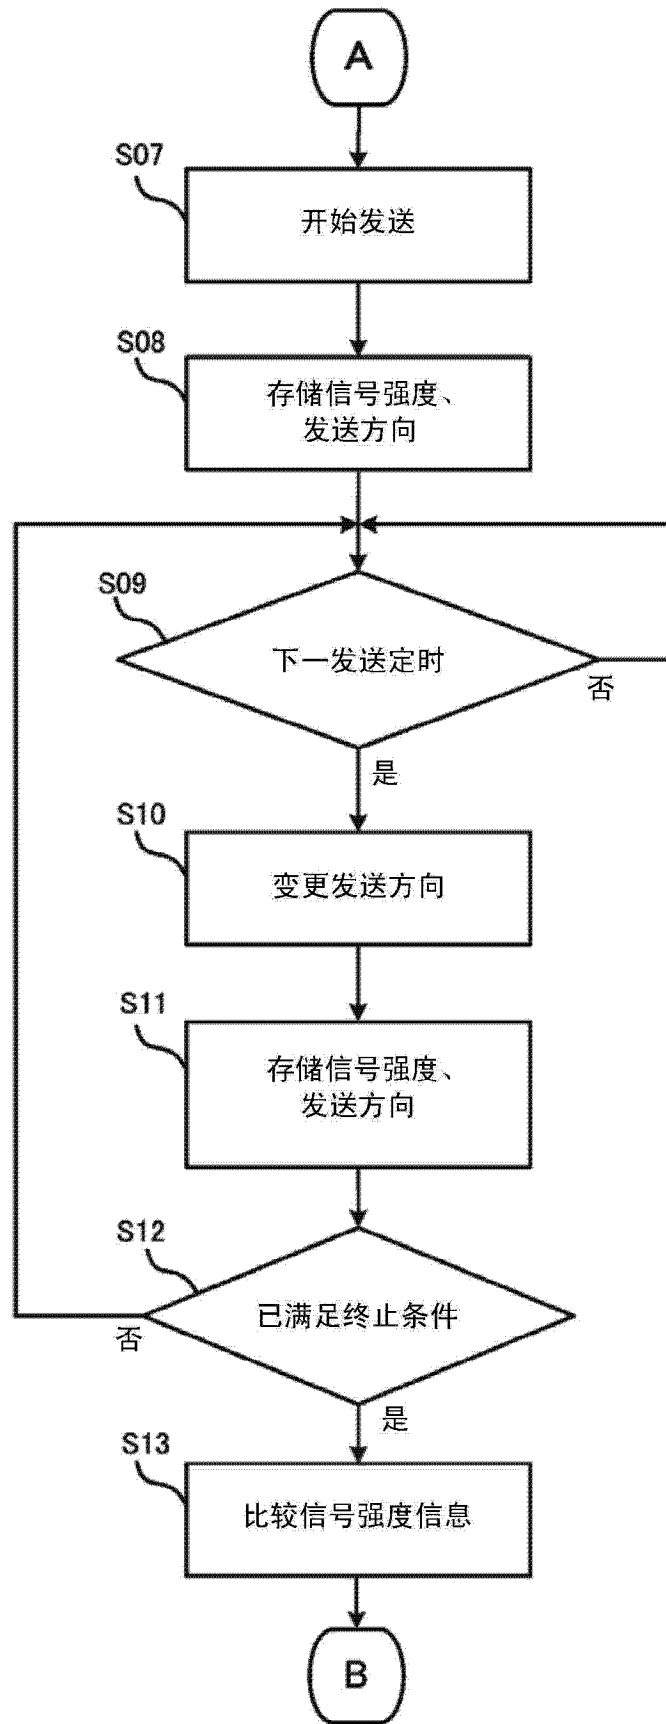 A
S07
开始发送
S08
存储信号强度、
发送方向
S09
下一发送定时
否
是
S10
变更发送方向
S11
存储信号强度、
发送方向
S12
已满足终止条件
否
是
S13
比较信号强度信息
B